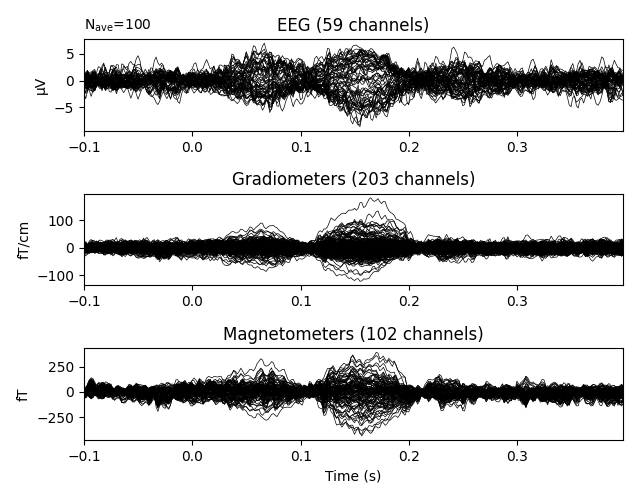 Nave=100
EEG (59 channels)
5
0
−5
µV
−0.1 0.0 0.1 0.2 0.3
Gradiometers (203 channels)
100
0
−100
fT/cm
−0.1 0.0 0.1 0.2 0.3
Magnetometers (102 channels)
250
0
−250
fT
−0.1 0.0 0.1 0.2 0.3
Time (s)